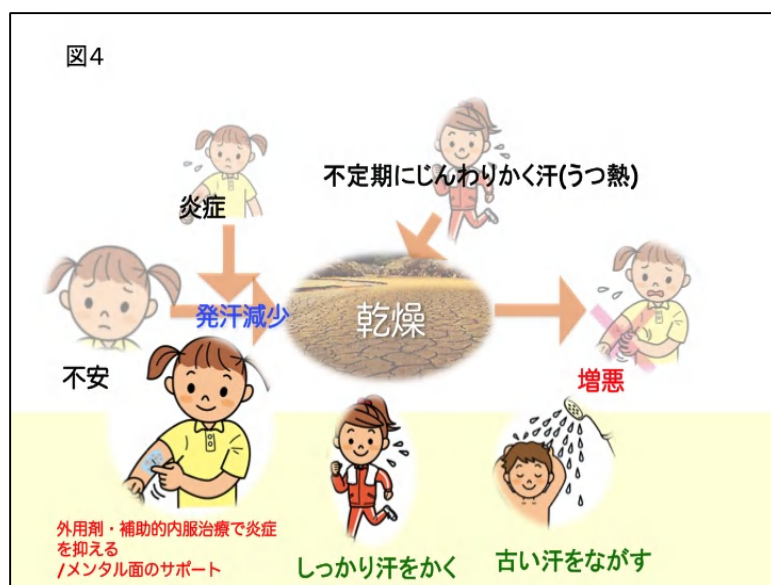 図4
不定期にじんわりかく汗(うつ熱)
炎症
発汗減少
乾燥
不安
増悪
外用剤・補助的内服治療で炎症
を抑える
/メンタル面のサポート
しっかり汗をかく
古い汗をながす